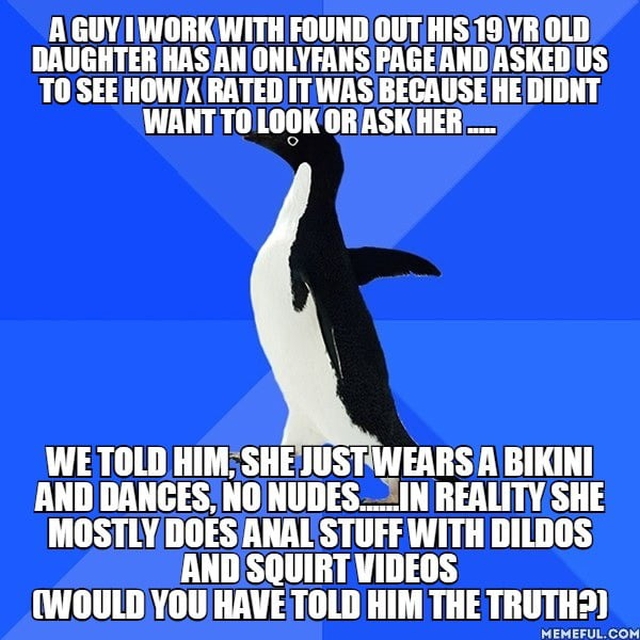 A GUY I WORK WITH FOUND OUT HIS 19 YR OLD
DAUGHTER HAS AN ONLYFANS PAGE AND ASKED US
TO SEE HOW X RATED IT WAS BECAUSE HE DIDNT
WANT TO LOOK OR ASK HER .....
WE TOLD HIM, SHE JUST WEARS A BIKINI
AND DANCES, NO NUDES......IN REALITY SHE
MOSTLY DOES ANAL STUFF WITH DILDOS
AND SQUIRT VIDEOS
(WOULD YOU HAVE TOLD HIM THE TRUTH?)
MEMEFUL.COM